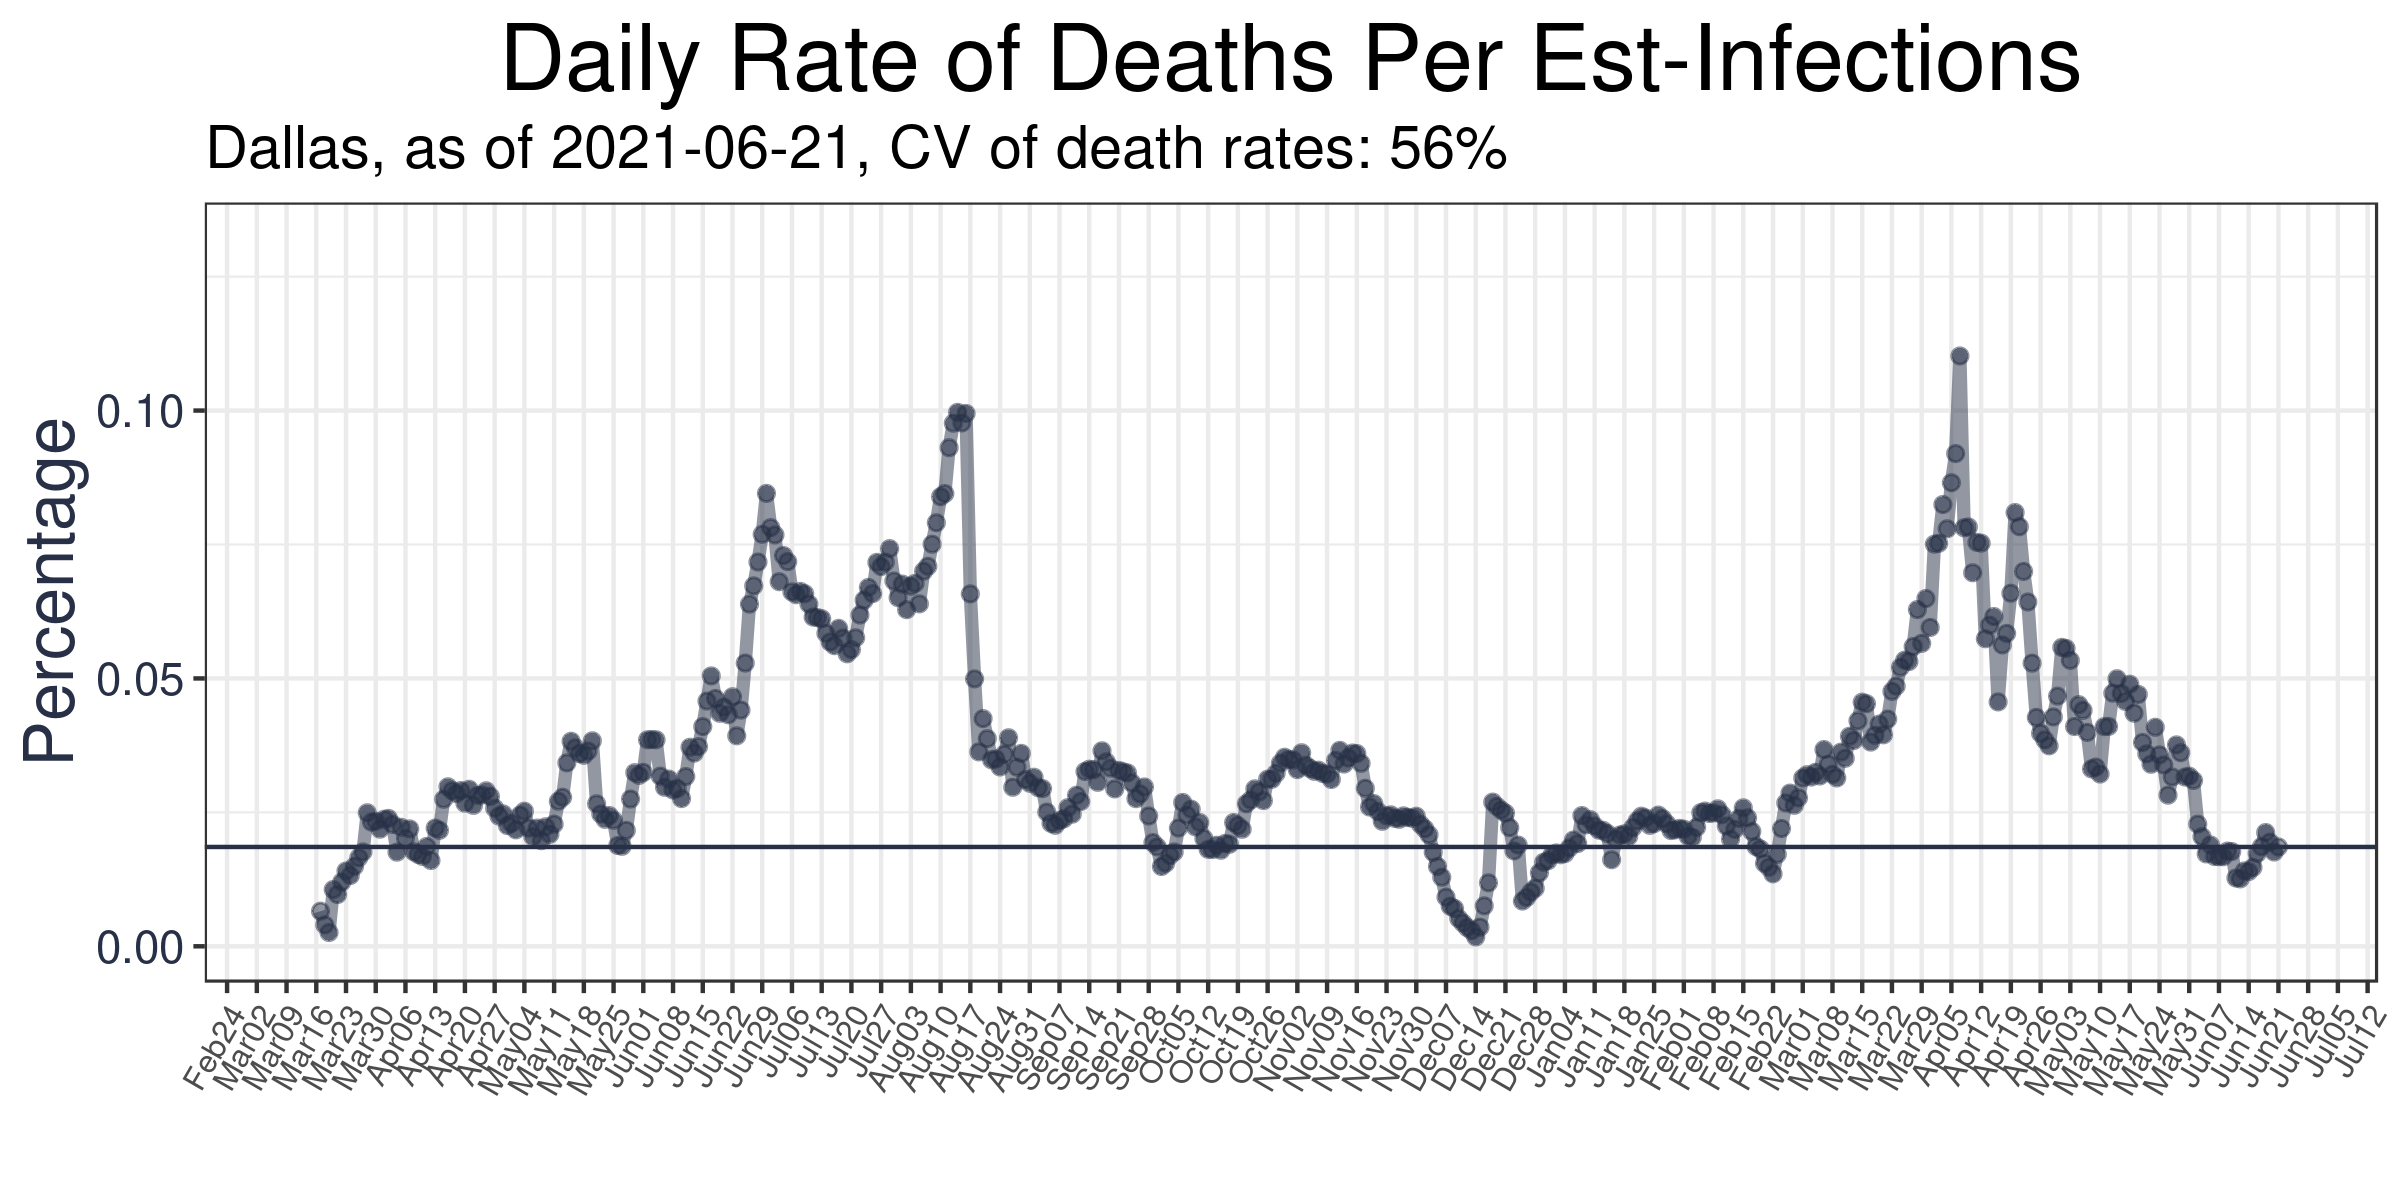 Daily Rate of Deaths Per Est-Infections
Dallas, as of 2021-06-21, CV of death rates: 56%
Percentage
0.10
0.05
0.00
Feb24
Mar02
Mar09
Mar16
Mar23
Mar30
Apr06
Apr13
Apr20
Apr27
May04
May11
May18
May25
Jun01
Jun08
Jun15
Jun22
Jun29
Jul06
Jul13
Jul20
Jul27
Aug03
Aug10
Aug17
Aug24
Aug31
Sep07
Sep14
Sep21
Sep28
Oct05
Oct12
Oct19
Oct26
Nov02
Nov09
Nov16
Nov23
Nov30
Dec07
Dec14
Dec21
Dec28
Dec04
Jan11
Jan18
Jan25
Feb01
Feb08
Feb15
Feb22
Mar01
Mar08
Mar15
Mar22
Mar29
Apr05
Apr12
Apr19
Apr26
May03
May10
May17
May24
May31
May07
Jun14
Jun21
Jun28
Jul05
Jul12